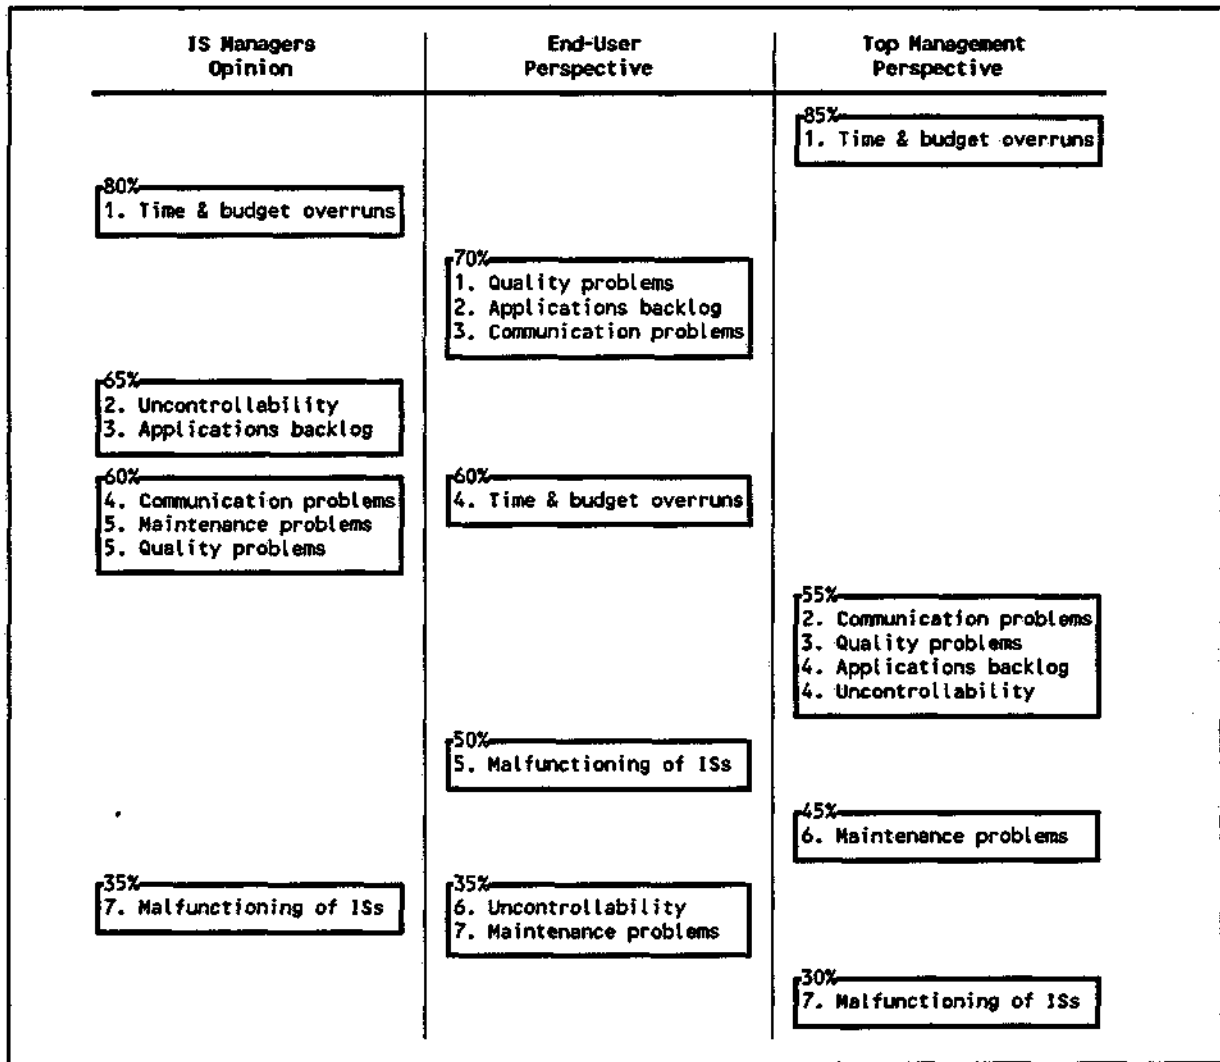 IS Managers
Opinion
End-User
Perspective
Top Management
Perspective
85%
1. Time & budget overruns
80%
1. Time & budget overruns
70%
1. Quality problems
2. Applications backlog
3. Communication problems
65%
2. Uncontrollability
3. Applications backlog
60%
4. Communication problems
5. Maintenance problems
5. Quality problems
60%
4. Time & budget overruns
55%
2. Communication problems
3. Quality problems
4. Applications backlog
4. Uncontrollability
50%
5. Malfunctioning of ISs
45%
6. Maintenance problems
35%
7. Malfunctioning of ISs
35%
6. Uncontrollability
7. Maintenance problems
30%
7. Malfunctioning of ISs